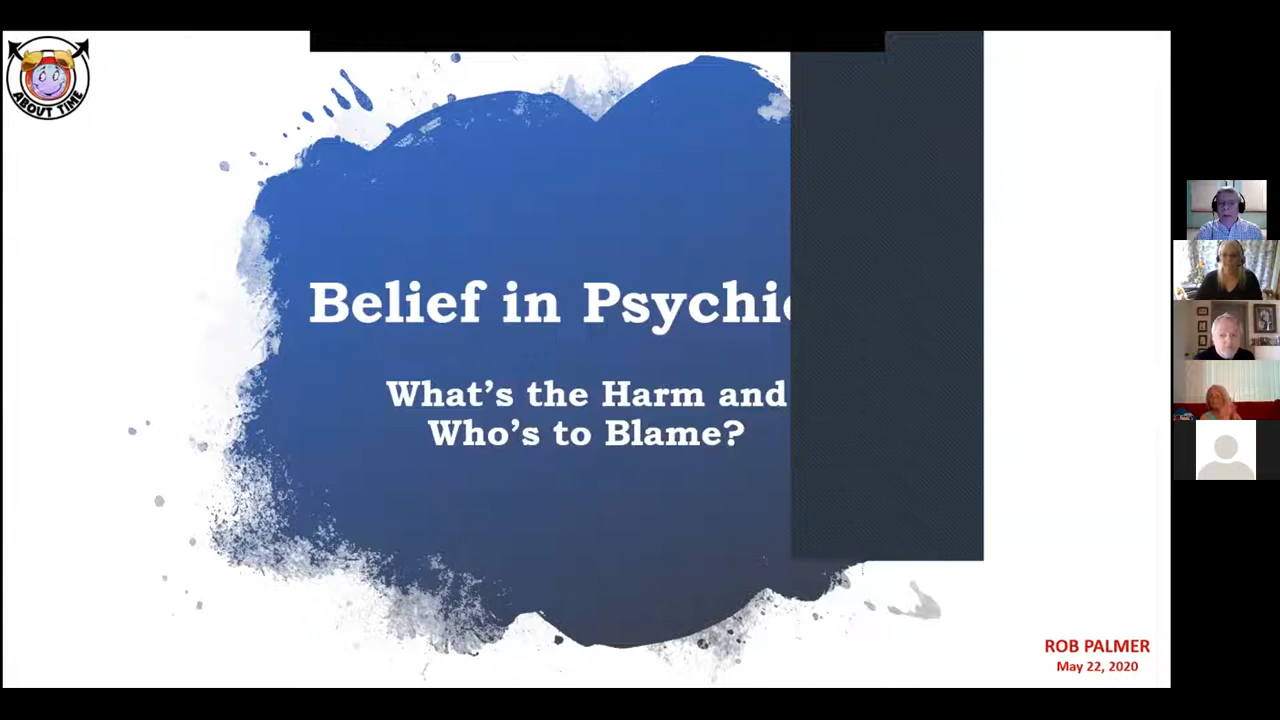 ABOUT TIME
Belief in Psychic
What's the Harm and
Who's to Blame?
ROB PALMER
May 22, 2020